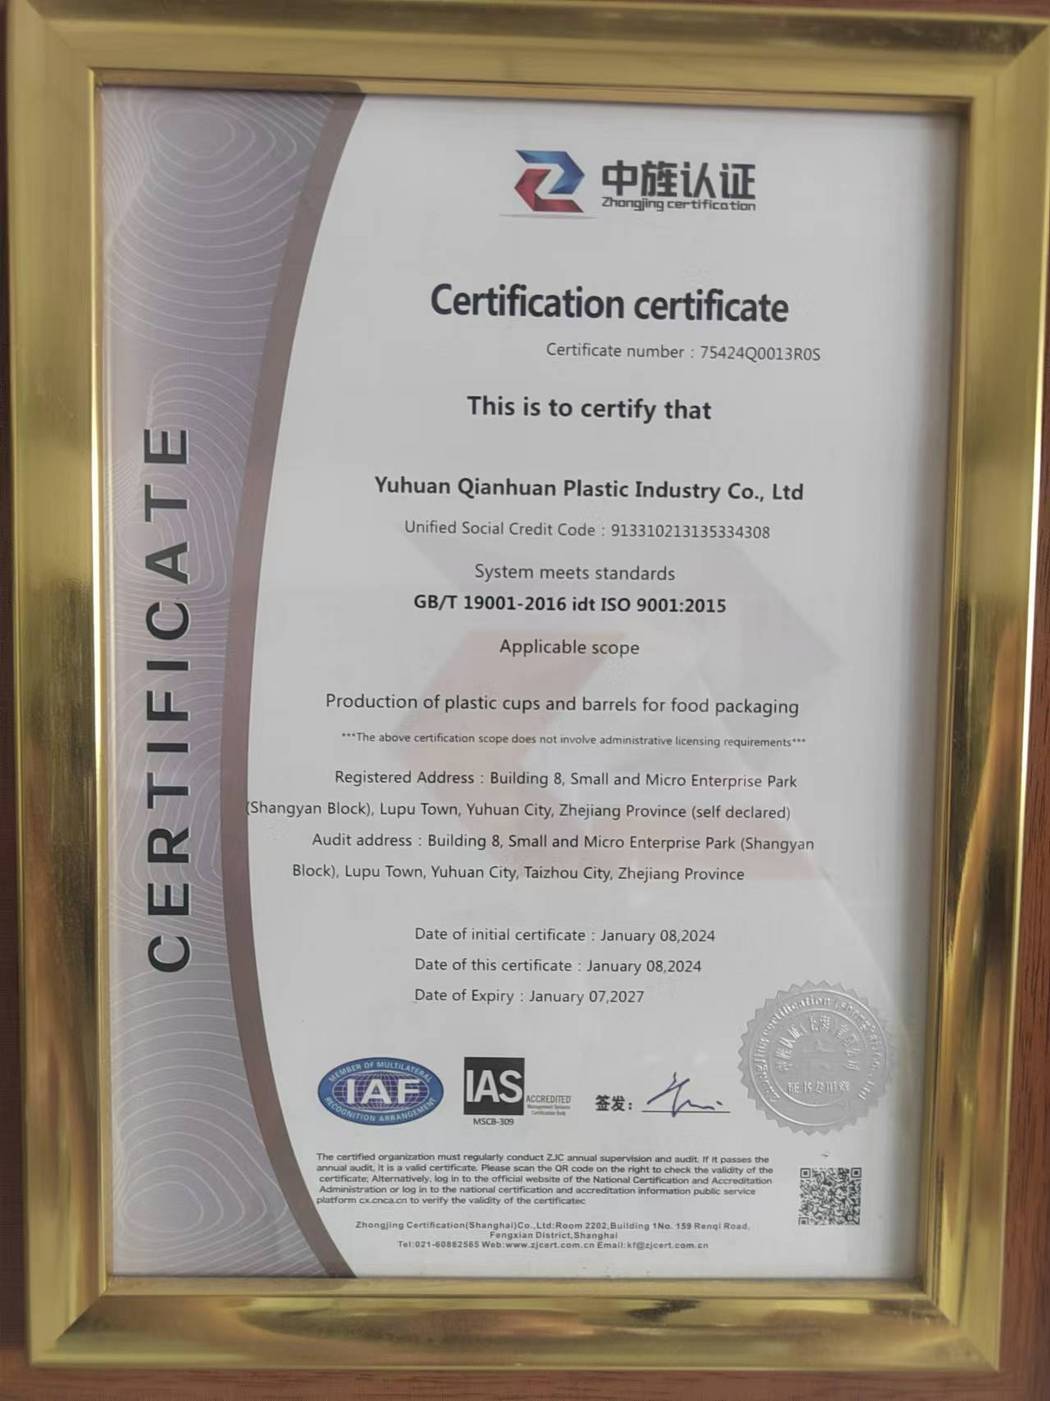 中旌认证
Zhongjing certification
Certification certificate
Certificate number : 75424Q0013R0S
This is to certify that
Yuhuan Qianhuan Plastic Industry Co., Ltd
Unified Social Credit Code : 913310213135334308
System meets standards
GB/T 19001-2016 idt ISO 9001:2015
Applicable scope
Production of plastic cups and barrels for food packaging
***The above certification scope does not involve administrative licensing requirements***
Registered Address : Building 8, Small and Micro Enterprise Park
(Shangyan Block), Lupu Town, Yuhuan City, Zhejiang Province (self declared)
Audit address : Building 8, Small and Micro Enterprise Park (Shangyan
Block), Lupu Town, Yuhuan City, Taizhou City, Zhejiang Province
Date of initial certificate : January 08,2024
Date of this certificate : January 08,2024
Date of Expiry : January 07,2027
CERTIFICATE
MEMBER OF MULTILATERAL
IAF
RECOGNITION ARRANGEMENT
IAS
ACCREDITED
Management Systems
Certification Body
MSCB-309
签发:
The certified organization must regularly conduct ZJC annual supervision and audit. If it passes the
annual audit, it is a valid certificate. Please scan the QR code on the right to check the validity of the
certificate; Alternatively, log in to the official website of the National Certification and Accreditation
Administration or log in to the national certification and accreditation information public service
platform cx.cnca.cn to verify the validity of the certificatec
Zhongjing Certification(Shanghai)Co.,Ltd:Room 2202,Building 1No. 159 Renqi Road,
Fengxian District,Shanghai
Tel:021-60862565 Web:www.zjcert.com.cn Email:kf@zjcert.com.cn